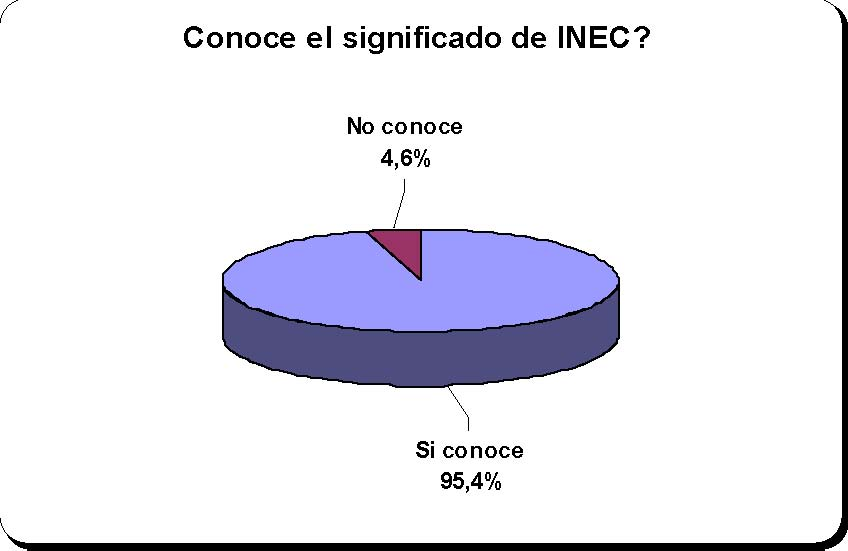 Conoce el significado de INEC?
No conoce
4,6%
Si conoce
95,4%